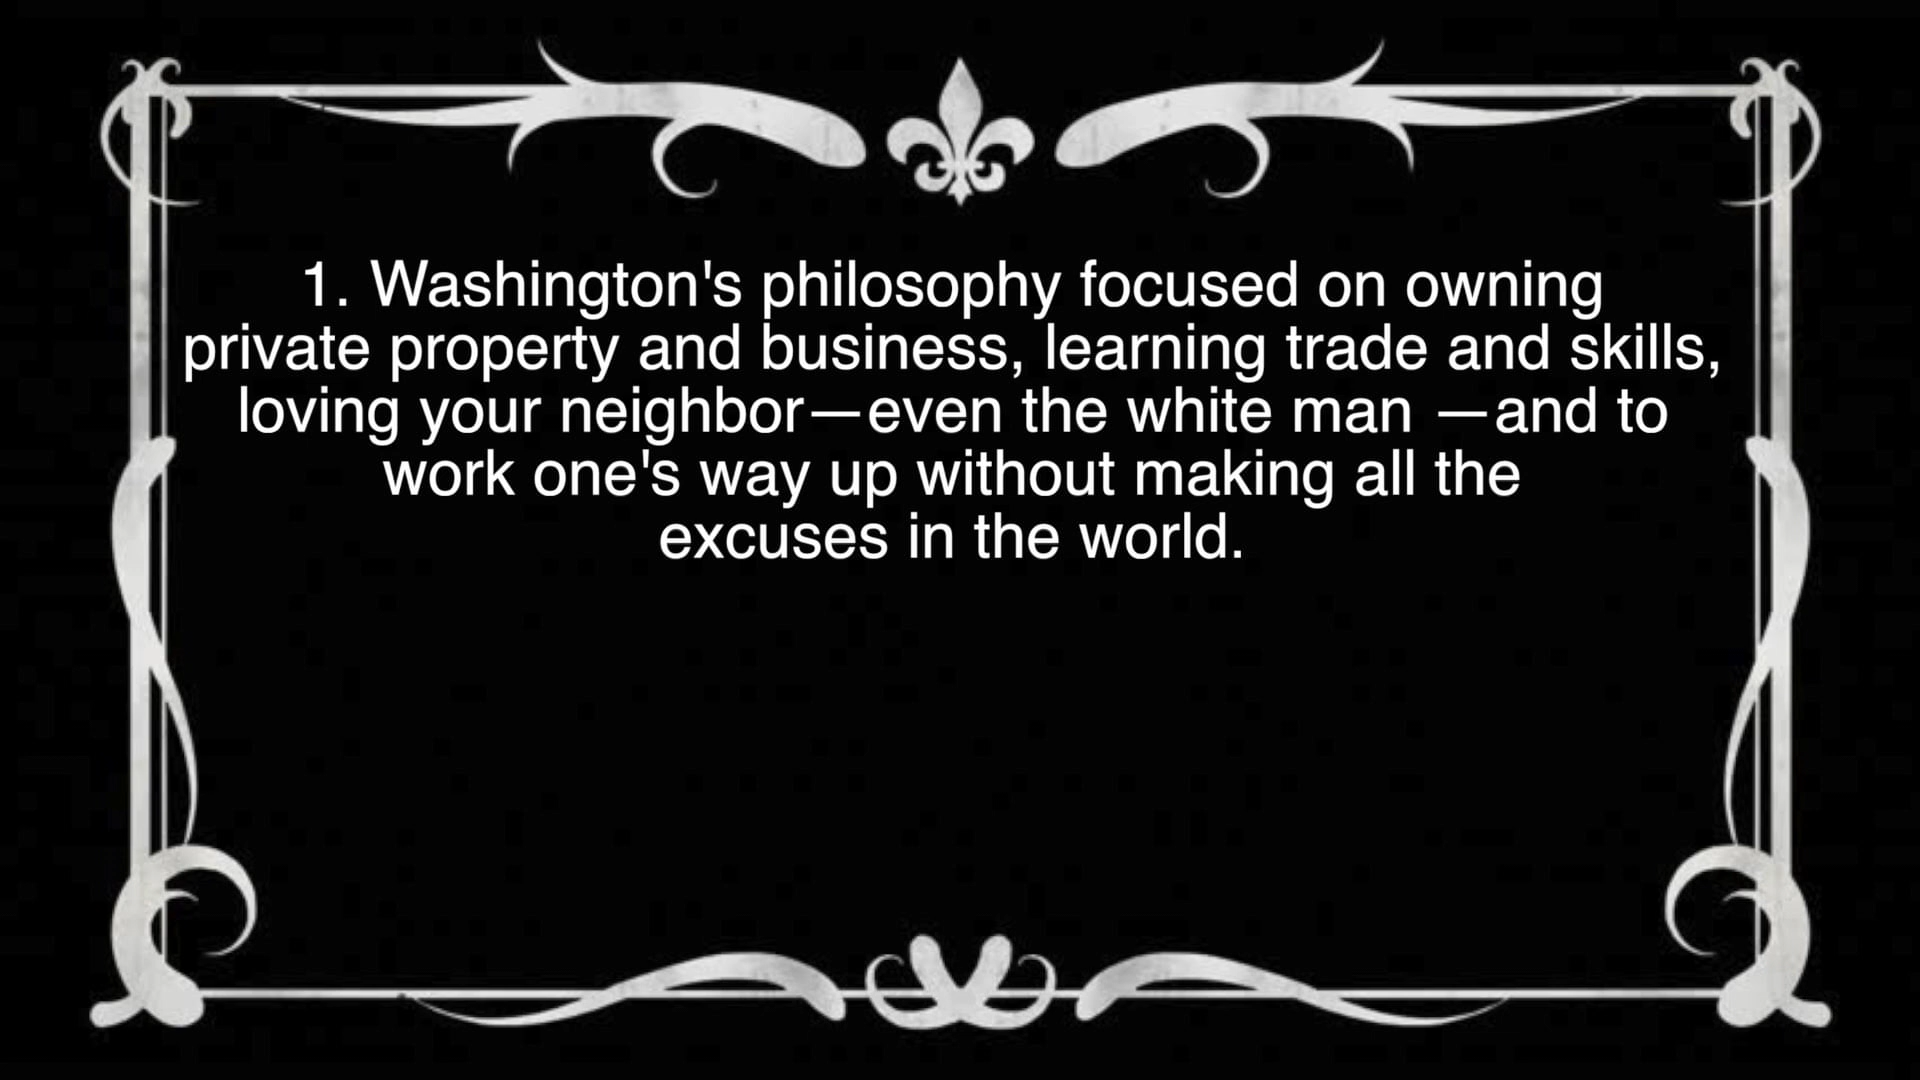 1. Washington's philosophy focused on owning
private property and business, learning trade and skills,
loving your neighbor—even the white man —and to
work one's way up without making all the
excuses in the world.